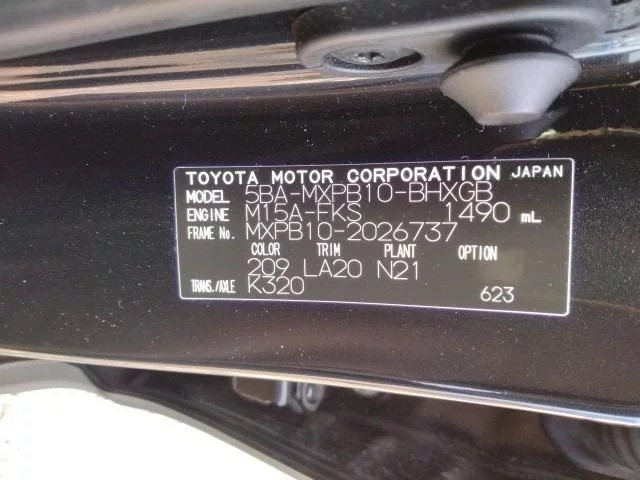 TOYOTA MOTOR CORPORATION JAPAN
MODEL 5BA-MXPB10-BHXGB
ENGINE M15A-FKS 1490 mL
FRAME No. MXPB10-2026737
COLOR TRIM PLANT OPTION
209 LA20 N21
TRANS./AXLE K320
623